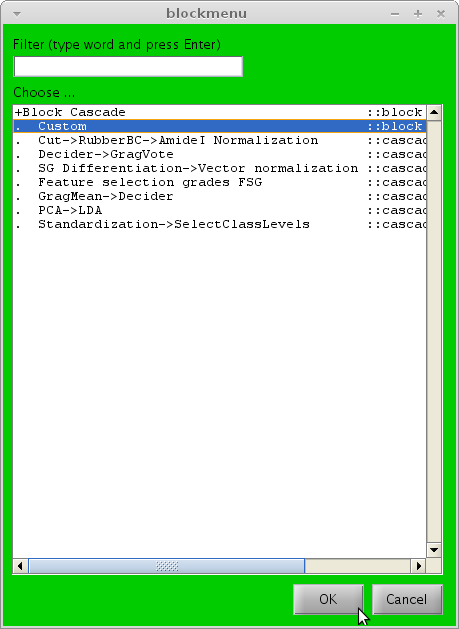 blockmenu
Filter (type word and press Enter)
Choose ...
+Block Cascade ::block
. Custom ::block
. Cut->RubberBC->AmideI Normalization ::cascad
. Decider->GragVote ::cascad
. SG Differentiation->Vector normalization ::cascad
. Feature selection grades FSG ::cascad
. GragMean->Decider ::cascad
. PCA->LDA ::cascad
. Standardization->SelectClassLevels ::cascad
OK Cancel